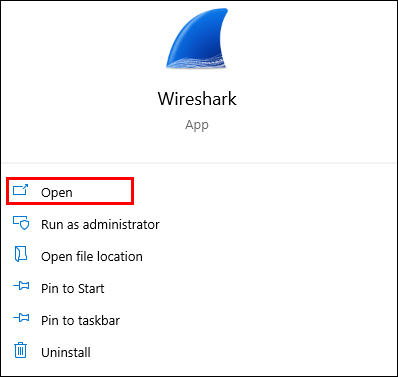 Wireshark
App
Open
Run as administrator
Open file location
Pin to Start
Pin to taskbar
Uninstall